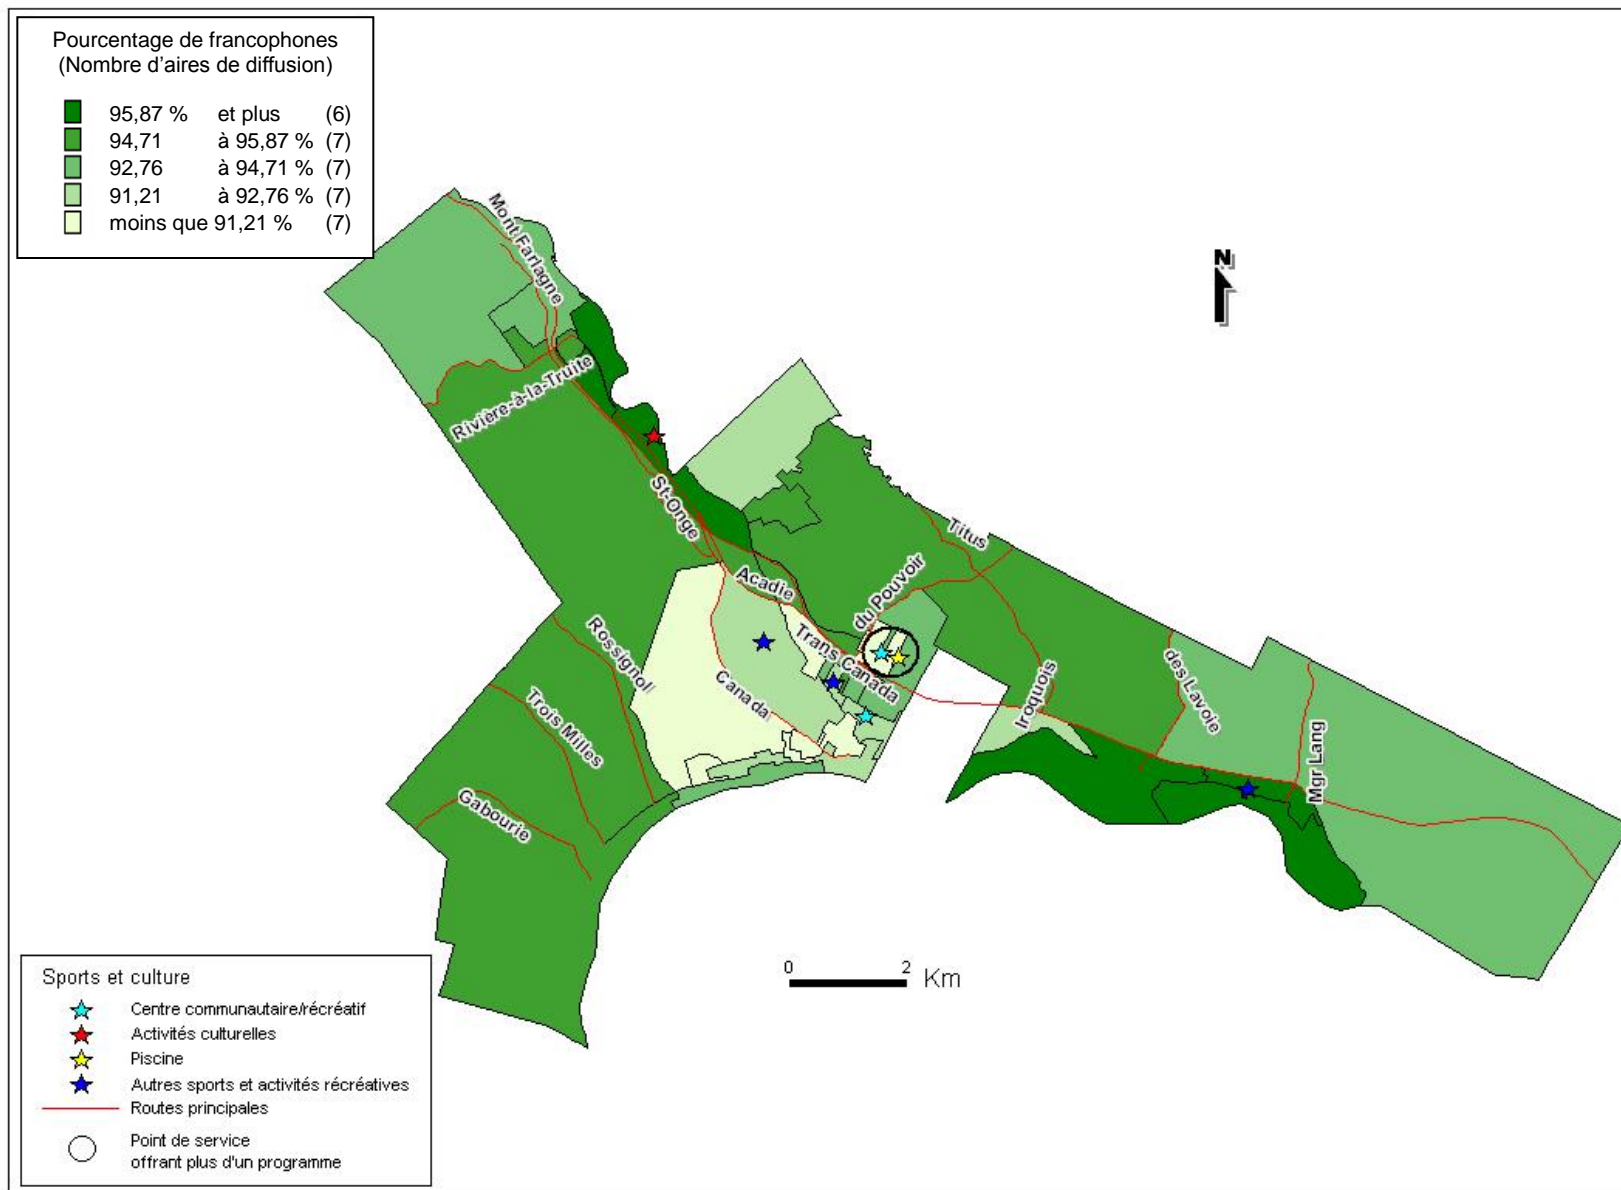 Pourcentage de francophones
(Nombre d'aires de diffusion)
95,87 % et plus (6)
94,71 à 95,87 % (7)
92,76 à 94,71 % (7)
91,21 à 92,76 % (7)
moins que 91,21 % (7)
N
Mont Farlagne
Rivière-à-la-Truite
St-Onge
Titus
Acadie
du Pouvoir
Trans Canada
Rossignol
Canada
Iroquois
des Lavoie
Trois Milles
Mgr Lang
Gabourie
0 2 Km
Sports et culture
Centre communautaire/récréatif
Activités culturelles
Piscine
Autres sports et activités récréatives
Routes principales
Point de service
offrant plus d'un programme